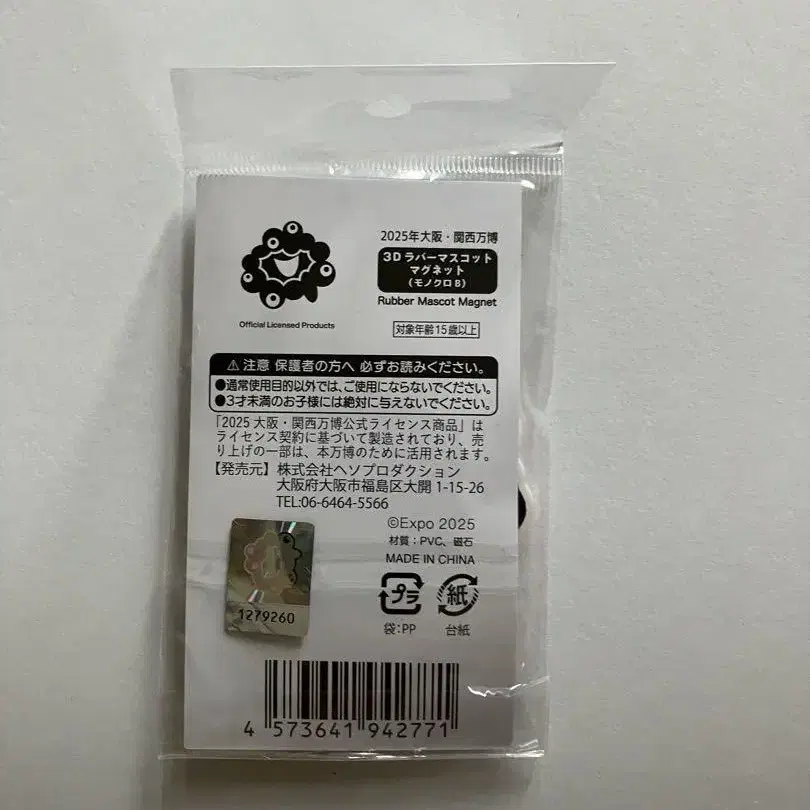 2025年大阪・関西万博
3Dラバーマスコット
マグネット
(モノクロB)
Rubber Mascot Magnet
Official Licensed Products
対象年齢15歳以上
⚠注意 保護者の方へ 必ずお読みください。
●通常使用目的以外では、ご使用にならないでください。
●3才未満のお子様には絶対に与えないでください。
「2025大阪・関西万博公式ライセンス商品」は
ライセンス契約に基づいて製造されており、売
り上げの一部は、本万博のために活用されます。
【発売元】株式会社ヘソプロダクション
大阪府大阪市福島区大開1-15-26
TEL:06-6464-5566
©Expo 2025
材質:PVC、磁石
MADE IN CHINA
プラ
紙
袋:PP
台紙
1279260
4 573641 942771